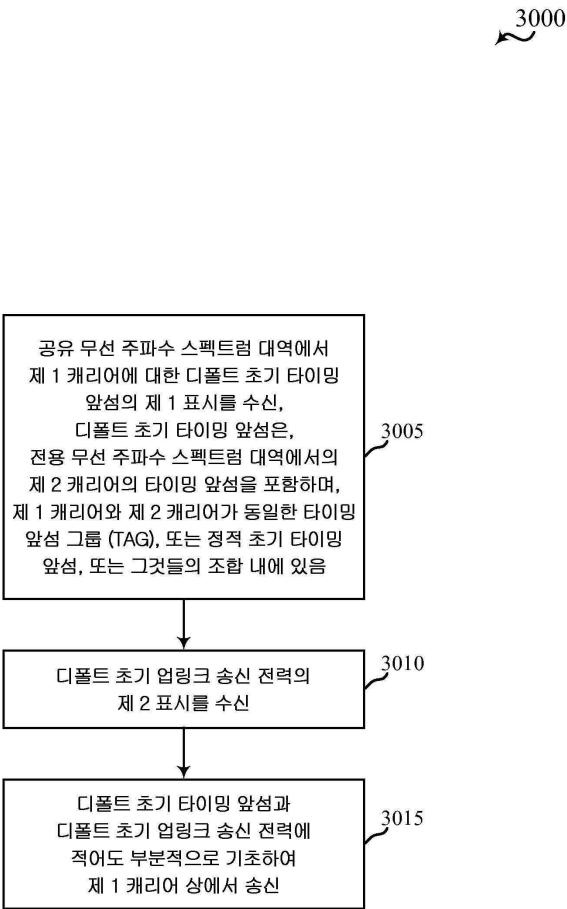 3000
공유 무선 주파수 스펙트럼 대역에서
제 1 캐리어에 대한 디폴트 초기 타이밍
앞섬의 제 1 표시를 수신,
디폴트 초기 타이밍 앞섬은,
전용 무선 주파수 스펙트럼 대역에서의
제 2 캐리어의 타이밍 앞섬을 포함하며,
제 1 캐리어와 제 2 캐리어가 동일한 타이밍
앞섬 그룹 (TAG), 또는 정적 초기 타이밍
앞섬, 또는 그것들의 조합 내에 있음
3005
디폴트 초기 업링크 송신 전력의
제 2 표시를 수신
3010
디폴트 초기 타이밍 앞섬과
디폴트 초기 업링크 송신 전력에
적어도 부분적으로 기초하여
제 1 캐리어 상에서 송신
3015